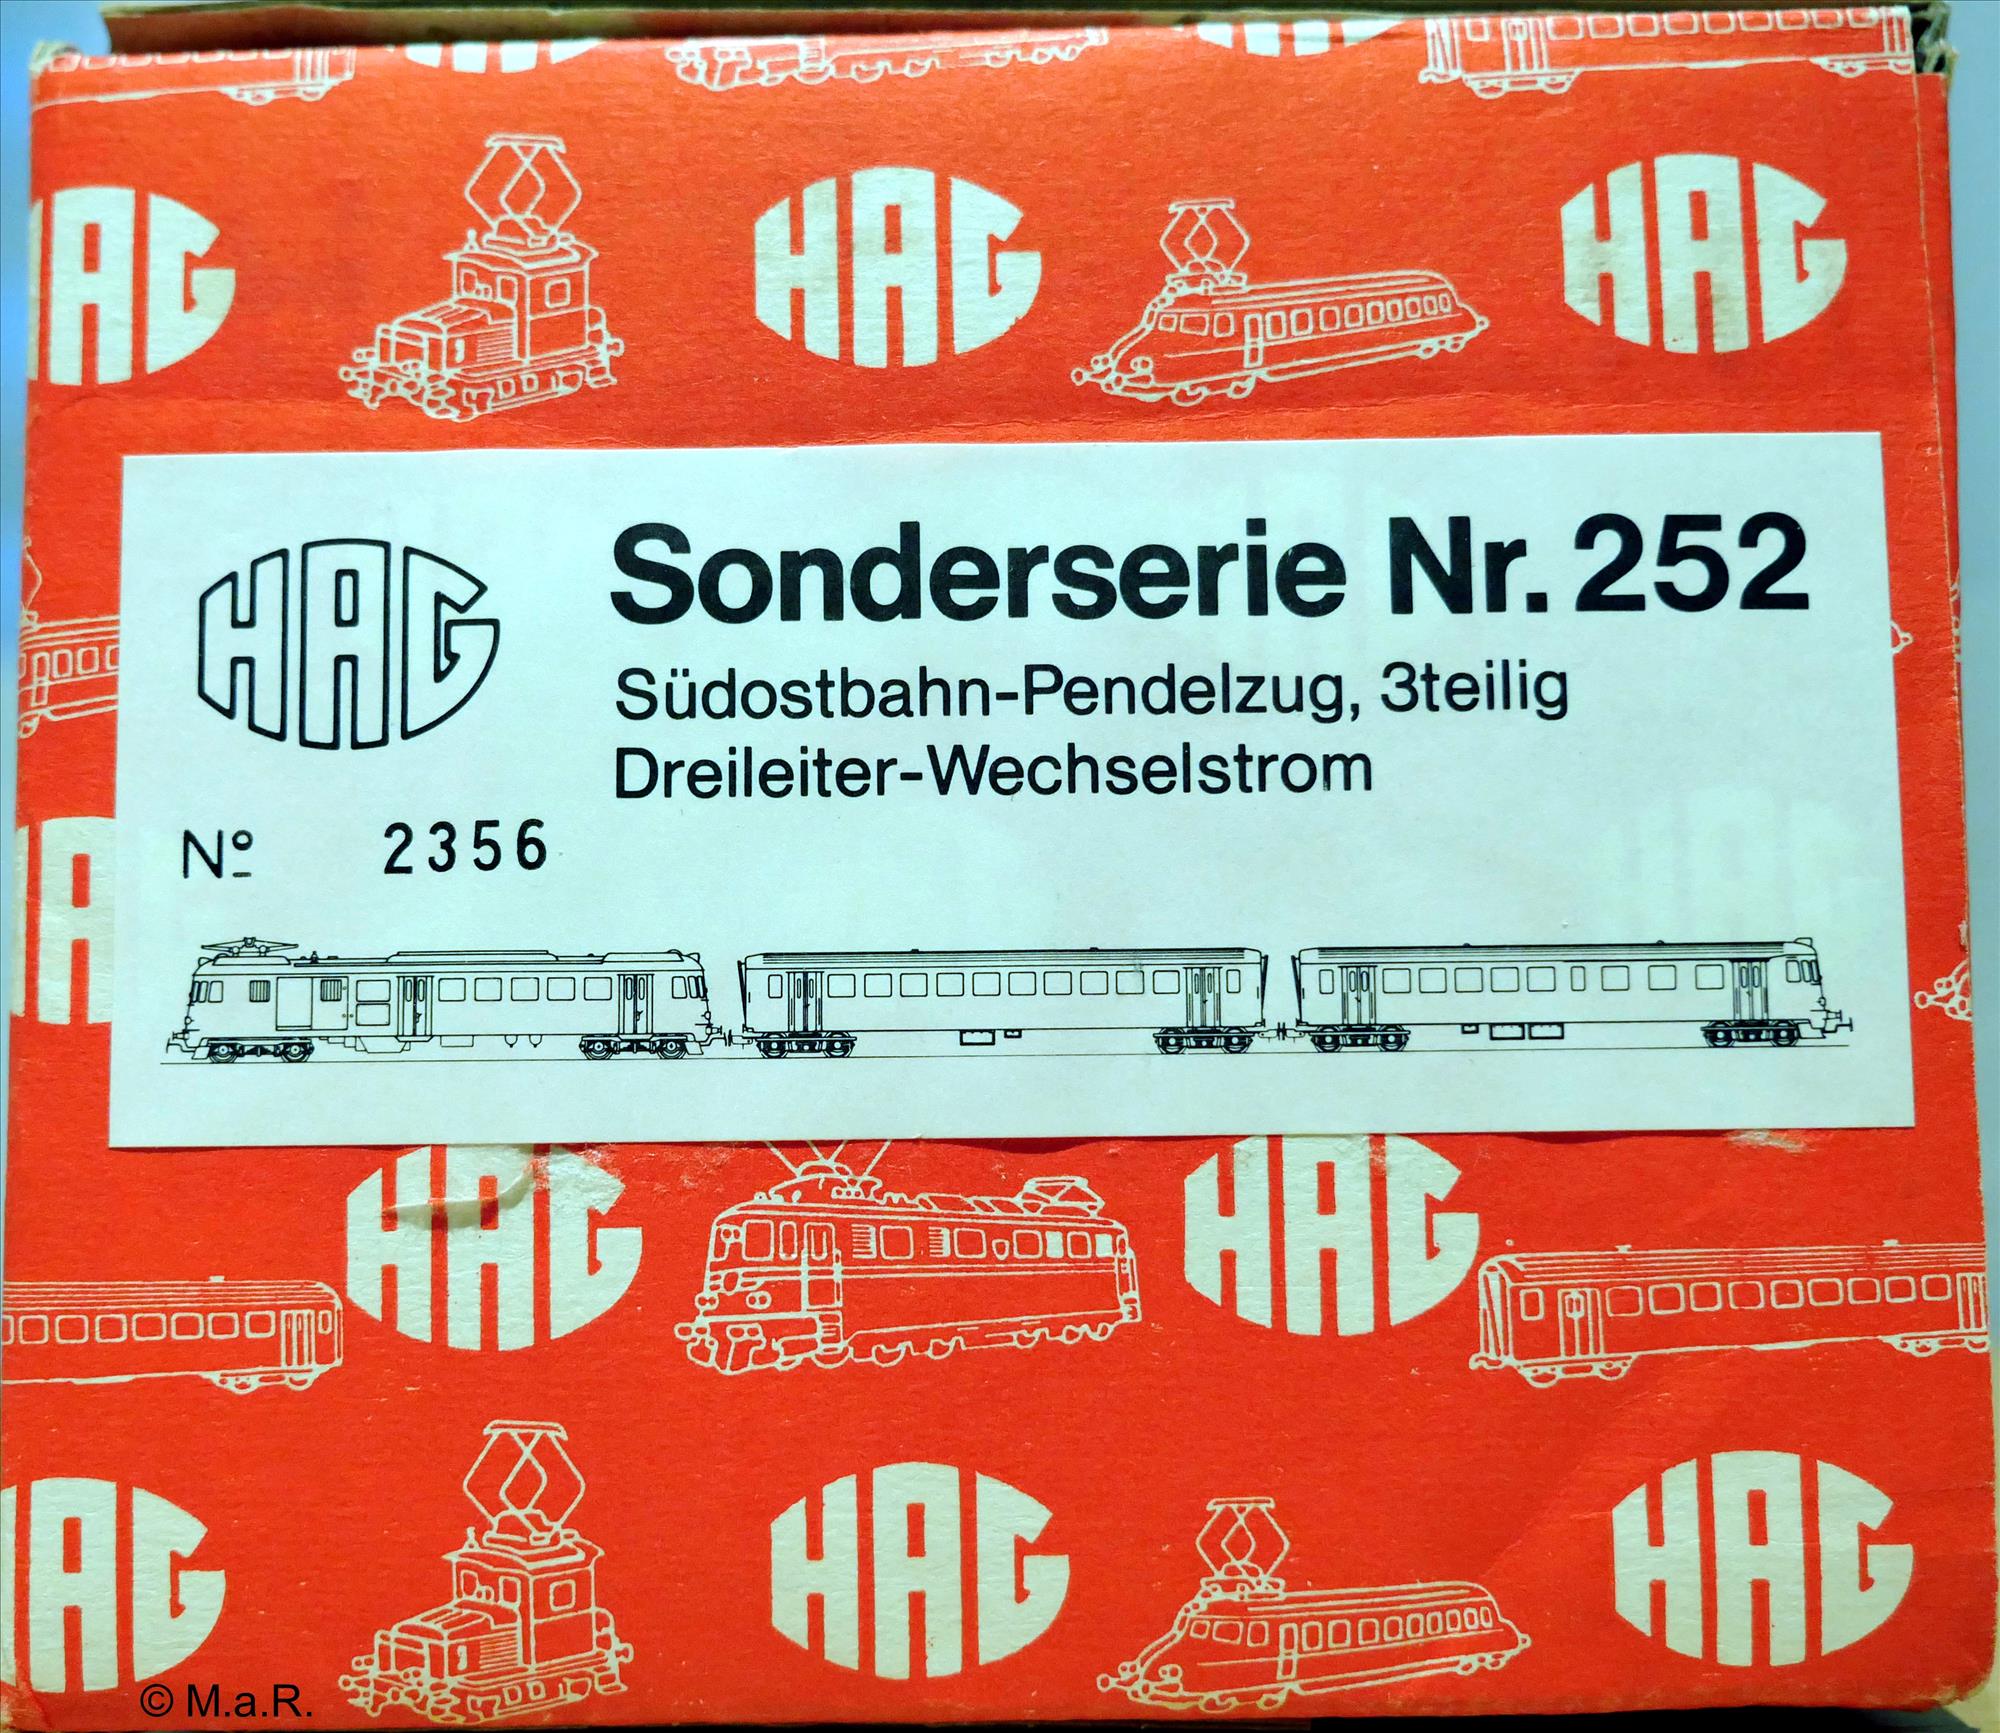 HAG HAG HAG
HAG
Sonderserie Nr. 252
Südostbahn-Pendelzug, 3teilig
Dreileiter-Wechselstrom
Nº 2356
HAG HAG
HAG HAG HAG
© M.a.R.